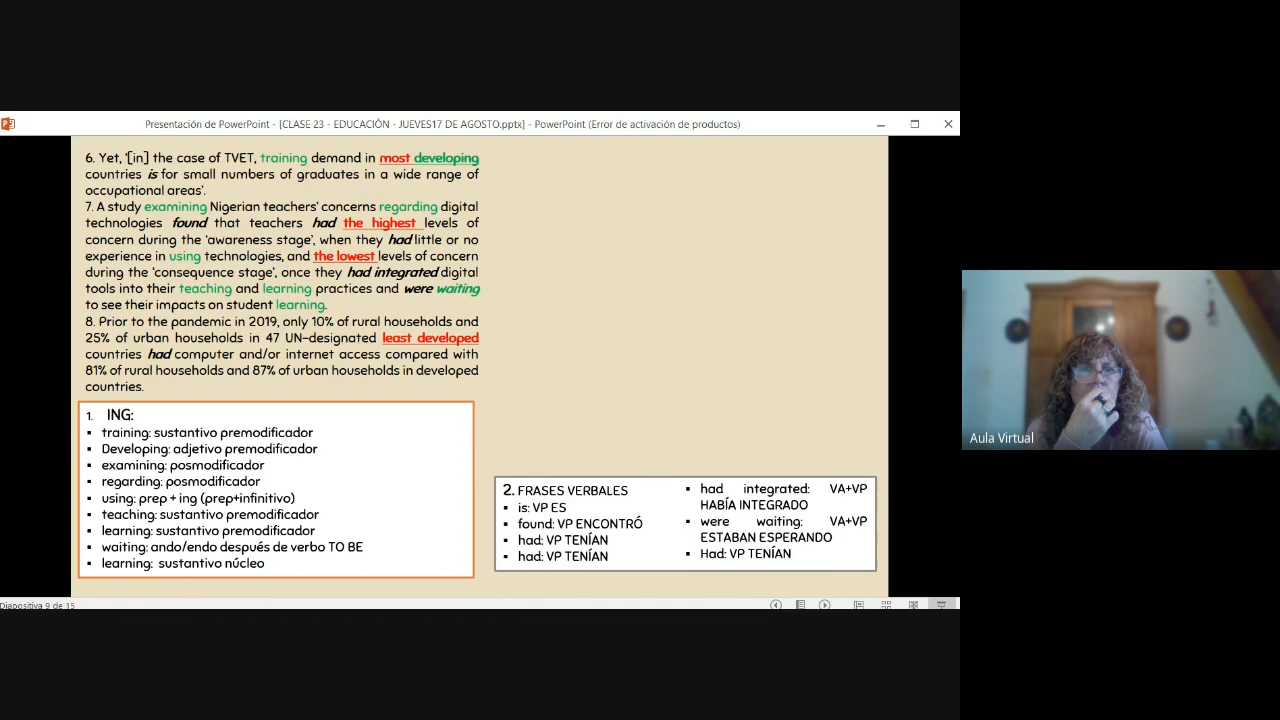 Presentación de PowerPoint - [CLASE 23 - EDUCACIÓN - JUEVES17 DE AGOSTO.pptx] - PowerPoint (Error de activación de productos)
6. Yet, '[in] the case of TVET, training demand in most developing
countries is for small numbers of graduates in a wide range of
occupational areas'.
7. A study examining Nigerian teachers' concerns regarding digital
technologies found that teachers had the highest levels of
concern during the 'awareness stage', when they had little or no
experience in using technologies, and the lowest levels of concern
during the 'consequence stage', once they had integrated digital
tools into their teaching and learning practices and were waiting
to see their impacts on student learning.
8. Prior to the pandemic in 2019, only 10% of rural households and
25% of urban households in 47 UN-designated least developed
countries had computer and/or internet access compared with
81% of rural households and 87% of urban households in developed
countries.
1. ING:
▪ training: sustantivo premodificador
▪ Developing: adjetivo premodificador
▪ examining: posmodificador
▪ regarding: posmodificador
▪ using: prep + ing (prep+infinitivo)
▪ teaching: sustantivo premodificador
▪ learning: sustantivo premodificador
▪ waiting: ando/endo después de verbo TO BE
▪ learning: sustantivo núcleo
2. FRASES VERBALES
▪ is: VP ES
▪ found: VP ENCONTRÓ
▪ had: VP TENÍAN
▪ had: VP TENÍAN
▪ had integrated: VA+VP
HABÍA INTEGRADO
▪ were waiting: VA+VP
ESTABAN ESPERANDO
▪ Had: VP TENÍAN
Diapositiva 9 de 15
Aula Virtual